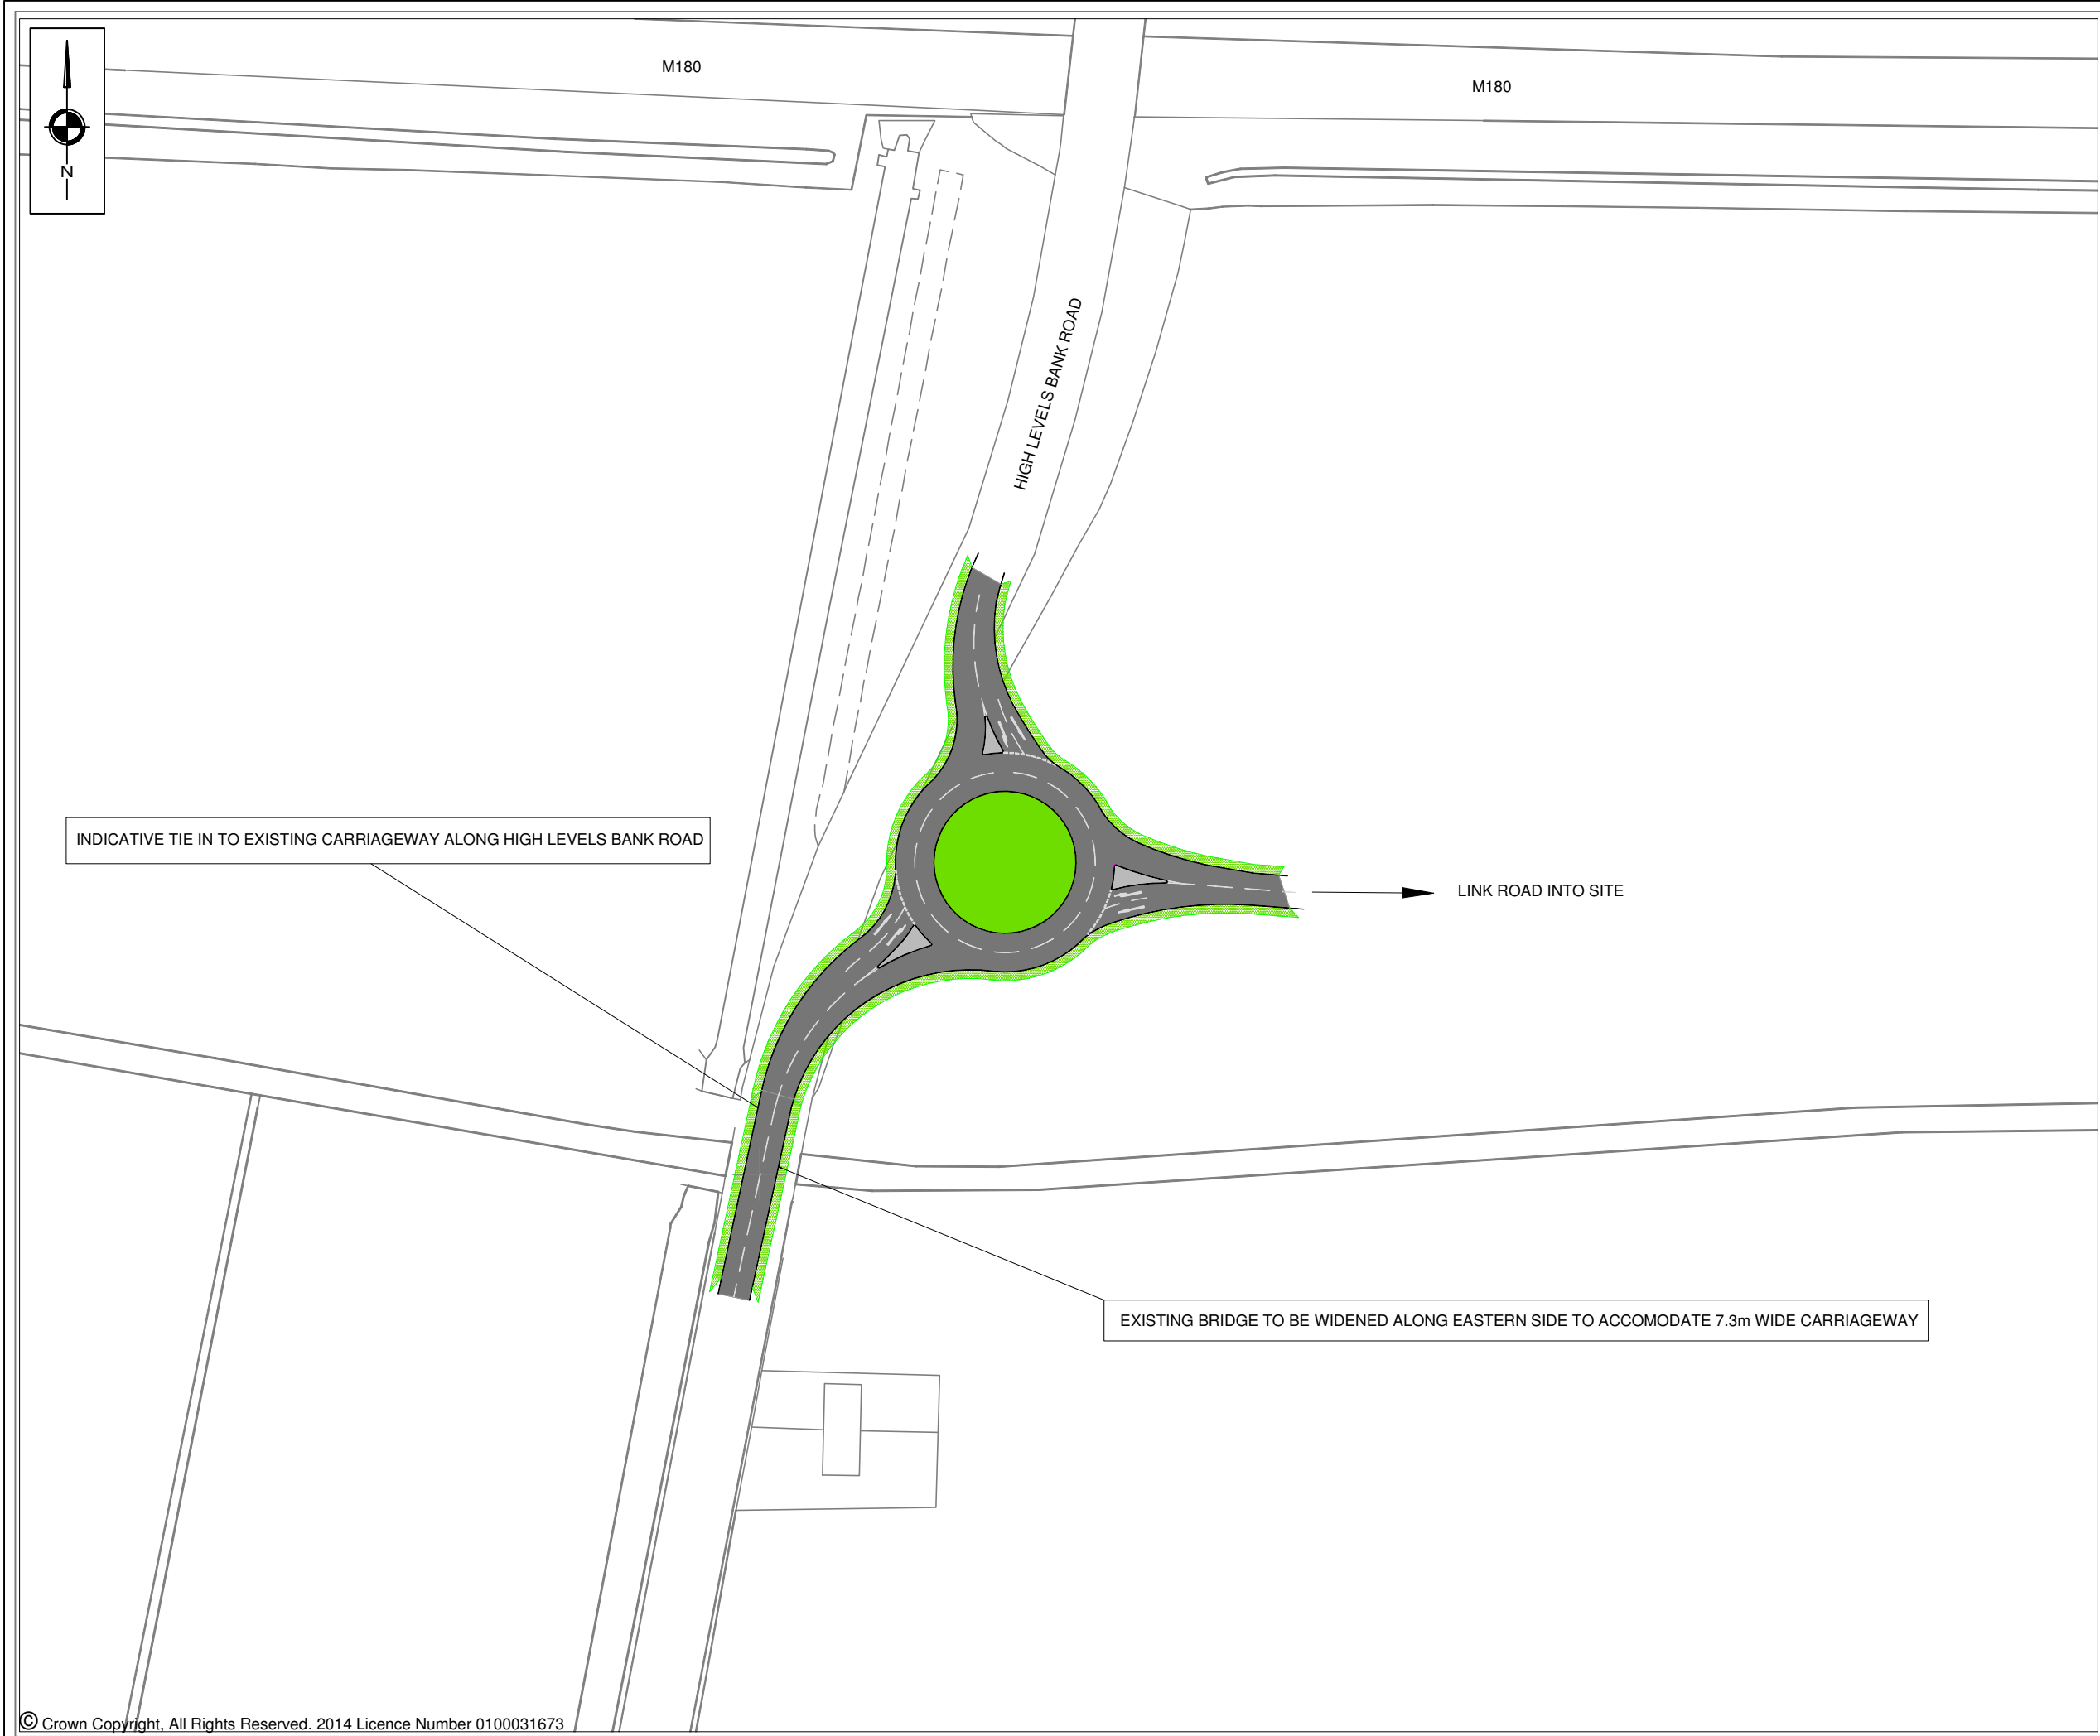 M180
M180
N
HIGH LEVELS BANK ROAD
INDICATIVE TIE IN TO EXISTING CARRIAGEWAY ALONG HIGH LEVELS BANK ROAD
LINK ROAD INTO SITE
EXISTING BRIDGE TO BE WIDENED ALONG EASTERN SIDE TO ACCOMODATE 7.3m WIDE CARRIAGEWAY
© Crown Copyright, All Rights Reserved. 2014 Licence Number 0100031673